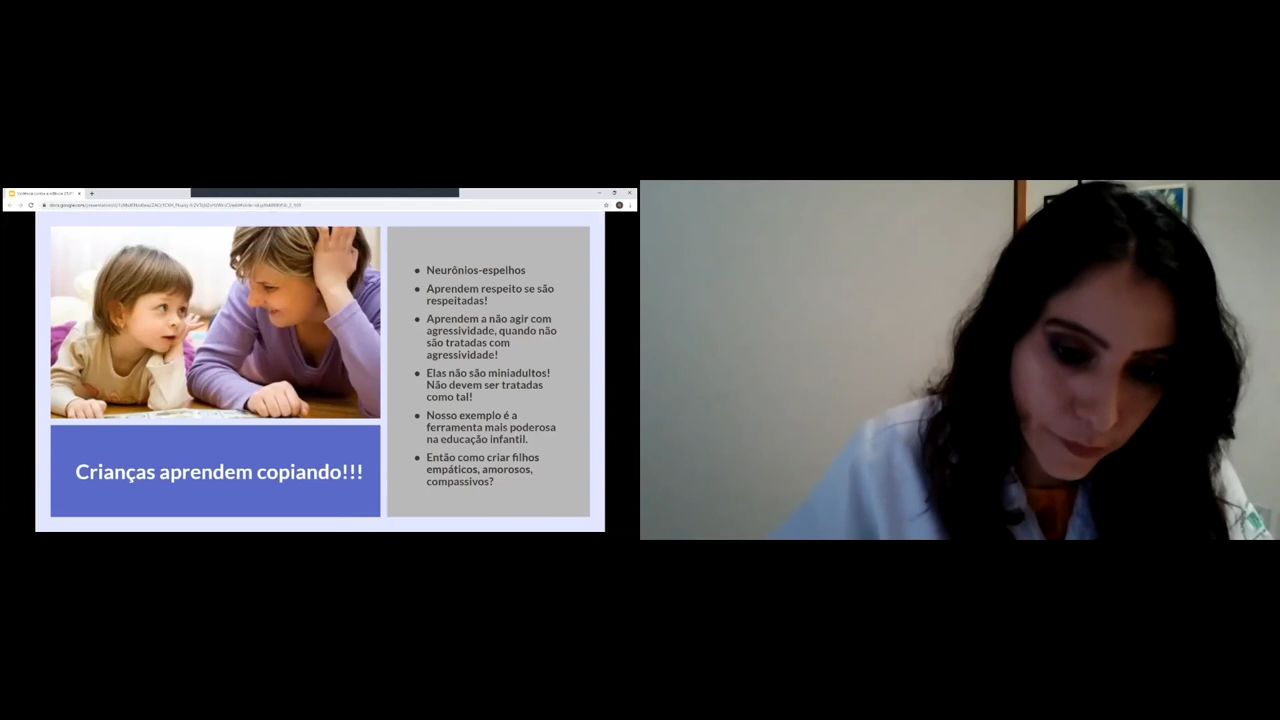 Crianças aprendem copiando!!!
Neurônios-espelhos
Aprendem respeito se são
respeitadas!
Aprendem a não agir com
agressividade, quando não
são tratadas com
agressividade!
Elas não são miniadultos!
Não devem ser tratadas
como tal!
Nosso exemplo é a
ferramenta mais poderosa
na educação infantil.
Então como criar filhos
empáticos, amorosos,
compassivos?